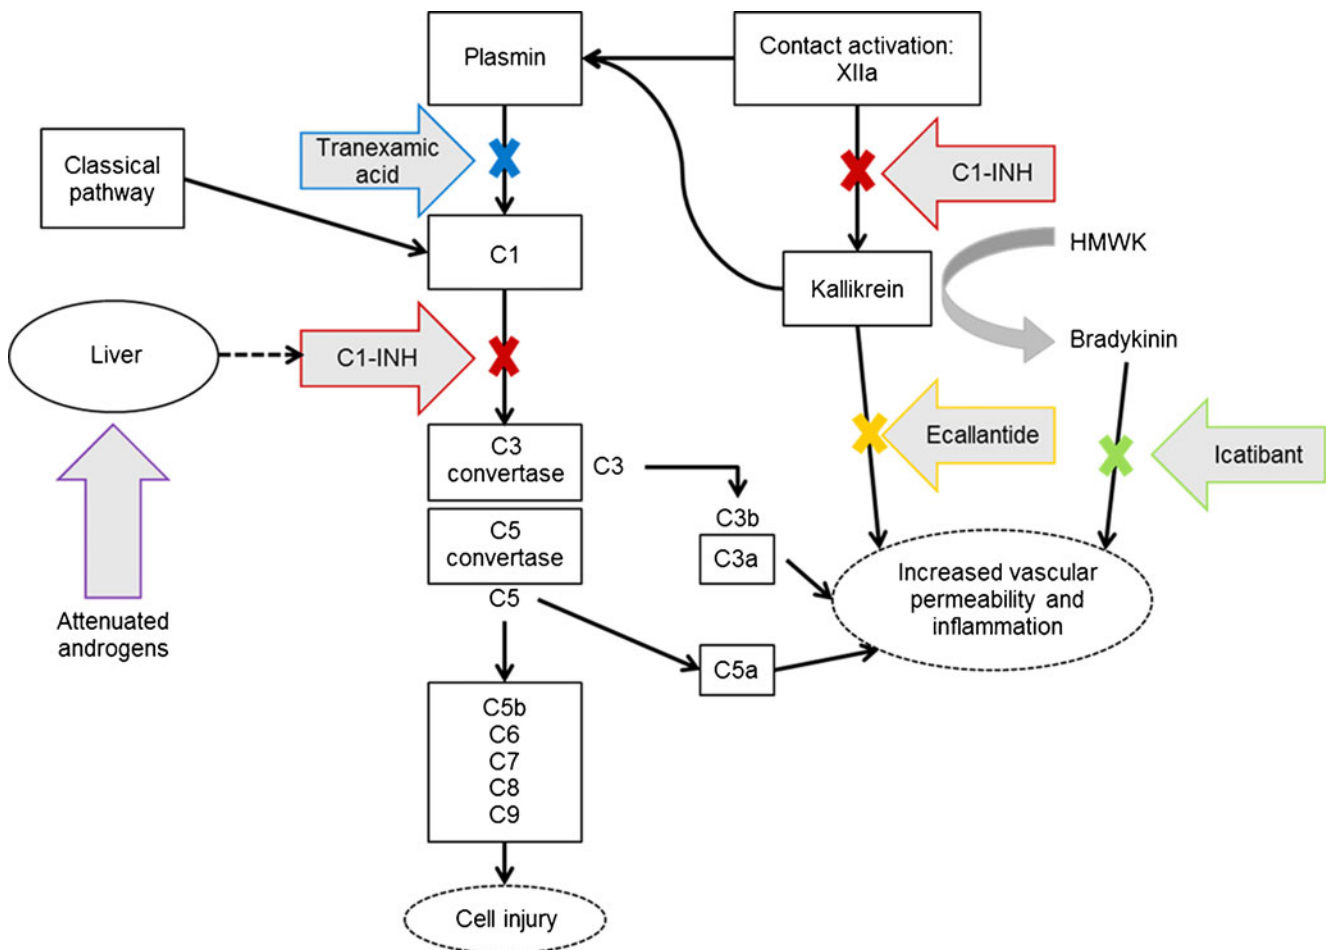 Plasmin
Contact activation:
XIIa
Tranexamic
acid
Classical
pathway
C1-INH
C1
HMWK
Kallikrein
Bradykinin
Liver
C1-INH
C3
convertase
C3
Ecallantide
Icatibant
C5
convertase
C3b
C3a
Increased vascular
permeability and
inflammation
C5
Attenuated
androgens
C5a
C5b
C6
C7
C8
C9
Cell injury